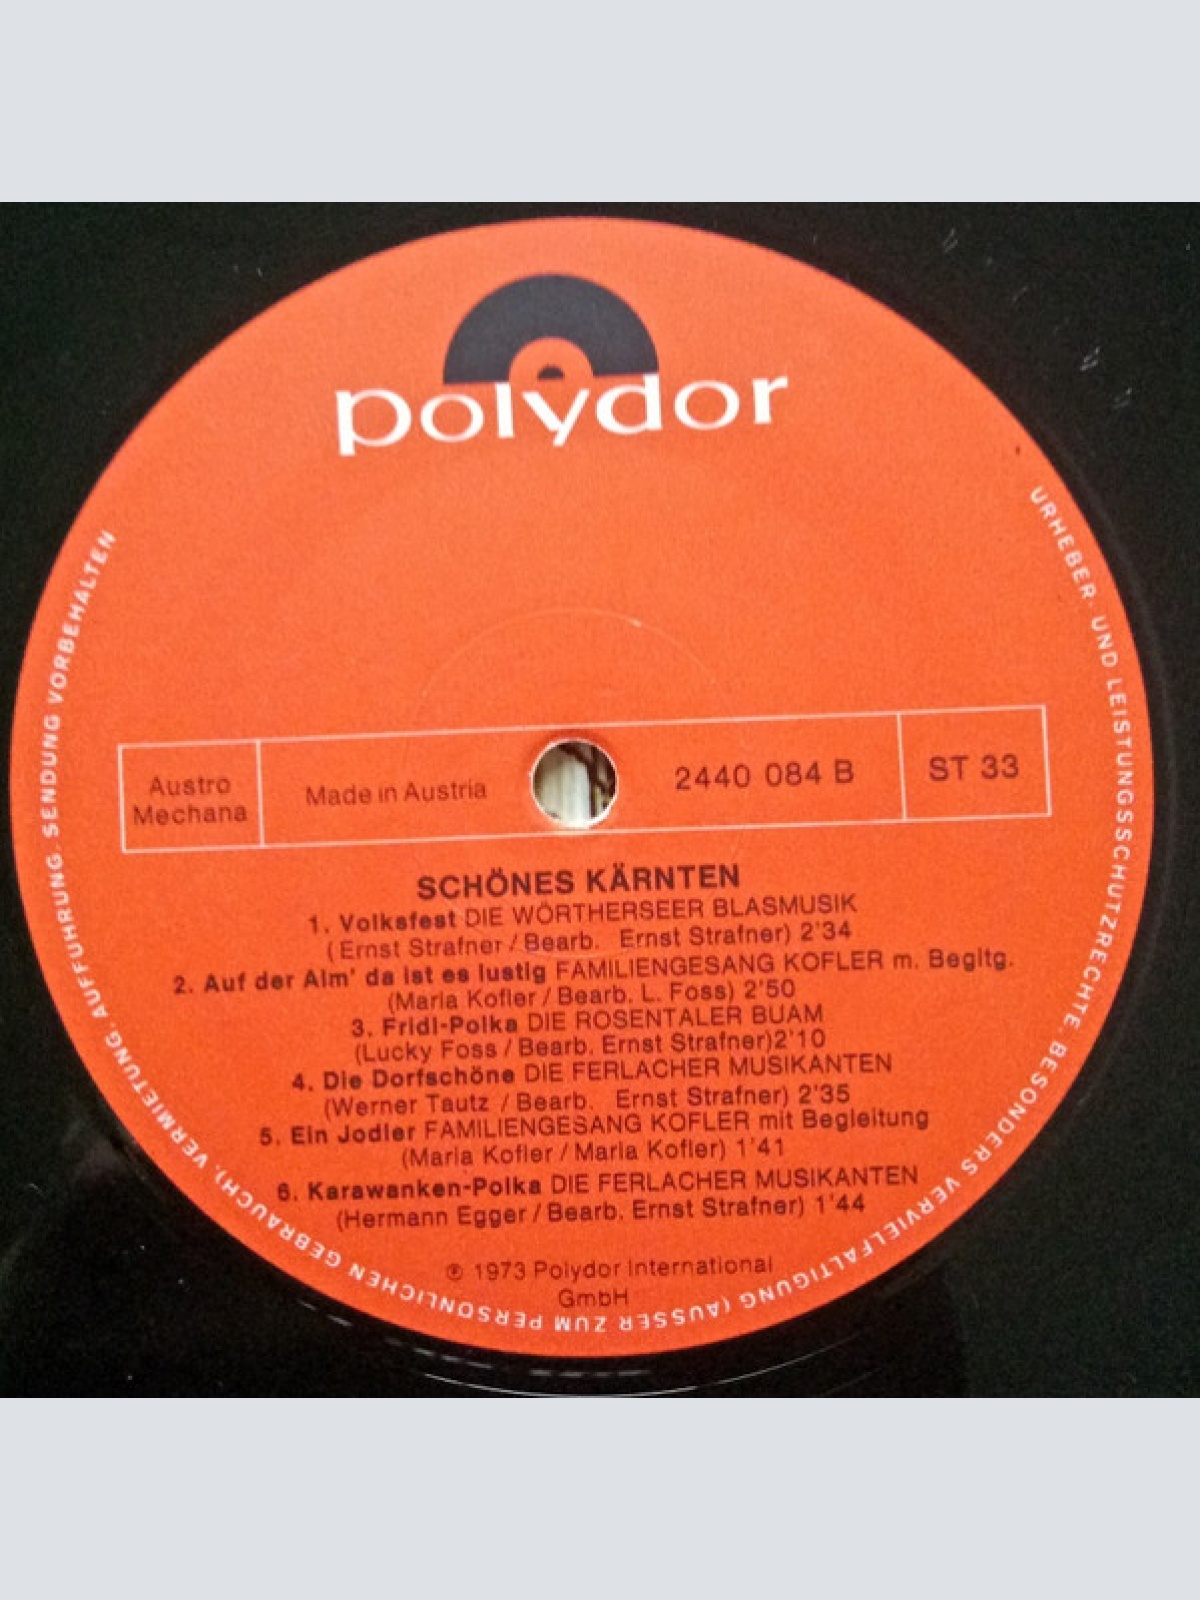 polydor
Austro
Mechana
Made in Austria
2440 084 B
ST 33
SCHÖNES KÄRNTEN
1. Volksfest DIE WÖRTHERSEER BLASMUSIK
(Ernst Strafner / Bearb. Ernst Strafner) 2'34
2. Auf der Alm' da ist es lustig FAMILIENGESANG KOFLER m. Begltg.
(Maria Kofler / Bearb. L. Foss) 2'50
3. Fridl-Polka DIE ROSENTALER BUAM
(Lucky Foss / Bearb. Ernst Strafner) 2'10
4. Die Dorfschöne DIE FERLACHER MUSIKANTEN
(Werner Tautz / Bearb. Ernst Strafner) 2'35
5. Ein Jodler FAMILIENGESANG KOFLER mit Begleitung
(Maria Kofler / Maria Kofler) 1'41
6. Karawanken-Polka DIE FERLACHER MUSIKANTEN
(Hermann Egger / Bearb. Ernst Strafner) 1'44
℗ 1973 Polydor International
GmbH
URHEBER- UND LEISTUNGSSCHUTZRECHTE, BESONDERS VERVIELFÄLTIGUNG (AUSSER ZUM PERSÖNLICHEN GEBRAUCH), VERMIETUNG, AUFFÜHRUNG, SENDUNG VORBEHALTEN